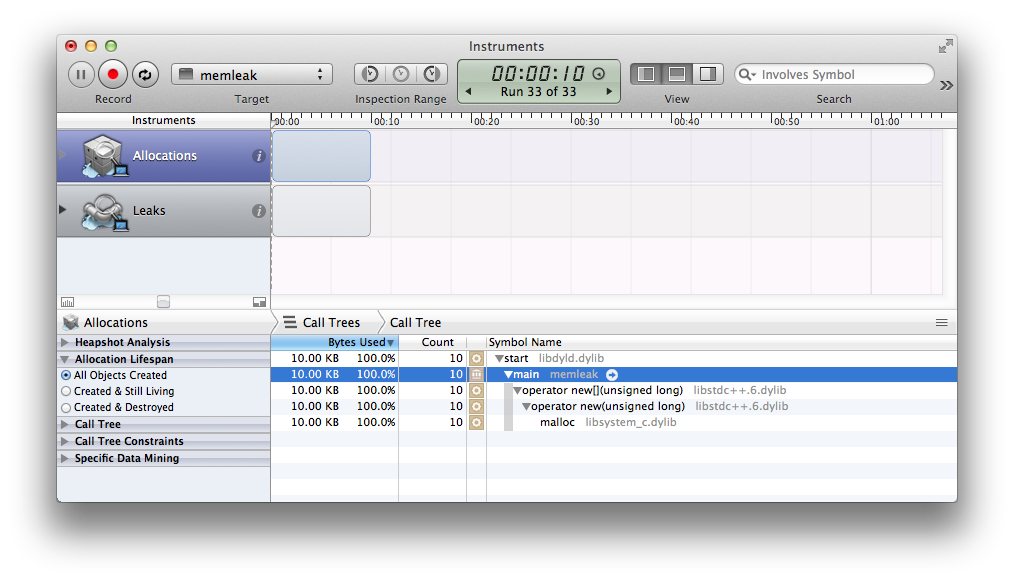 Instruments
memleak
00:00:10
Run 33 of 33
Involves Symbol
Record
Target
Inspection Range
View
Search
Instruments
00:00
00:10
00:20
00:30
00:40
00:50
01:00
Allocations
Leaks
Allocations
Call Trees
Call Tree
Heapshot Analysis
Allocation Lifespan
All Objects Created
Created & Still Living
Created & Destroyed
Call Tree
Call Tree Constraints
Specific Data Mining
Bytes Used Count Symbol Name
10.00 KB 100.0% 10 start libdyld.dylib
10.00 KB 100.0% 10 main memleak
10.00 KB 100.0% 10 operator new[](unsigned long) libstdc++.6.dylib
10.00 KB 100.0% 10 operator new(unsigned long) libstdc++.6.dylib
10.00 KB 100.0% 10 malloc libsystem_c.dylib